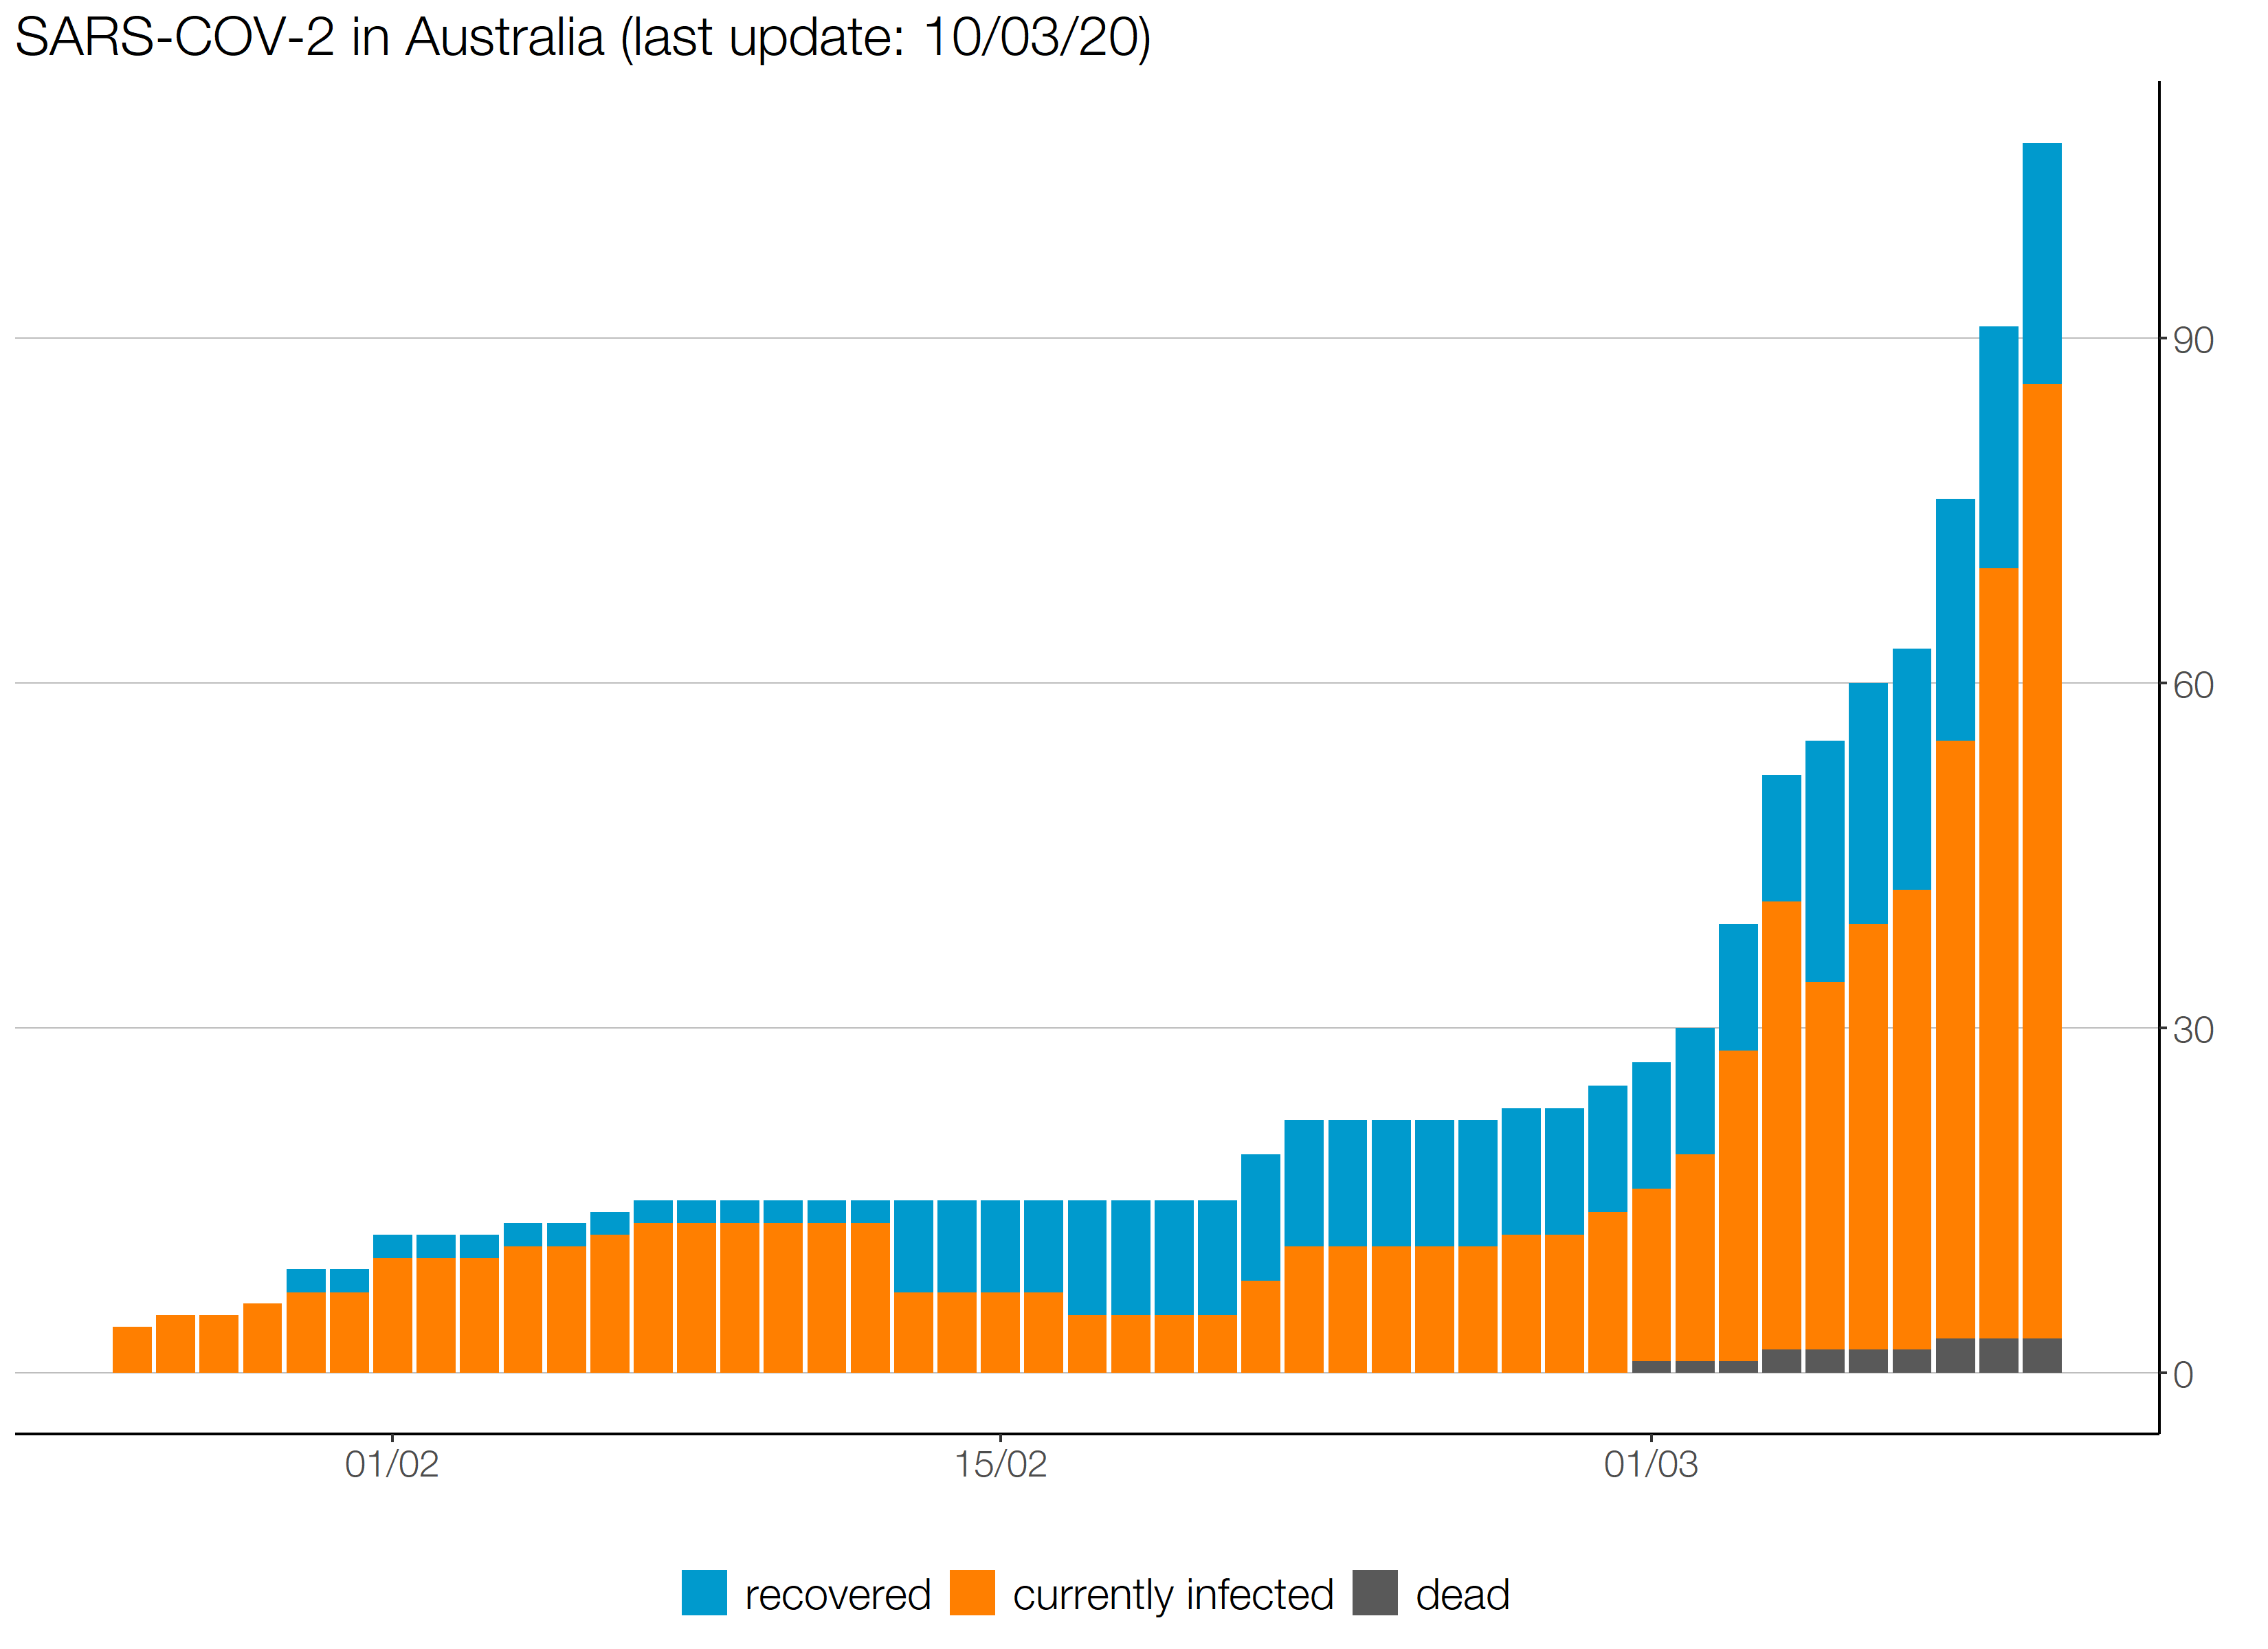 SARS-COV-2 in Australia (last update: 10/03/20)
90
60
30
0
01/02 15/02 01/03
recovered currently infected dead